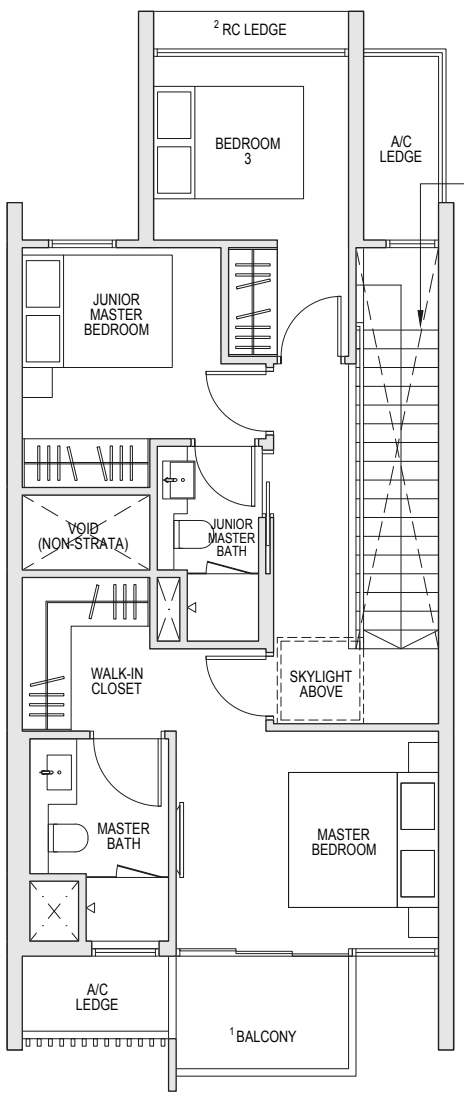 2 RC LEDGE
BEDROOM
3
A/C
LEDGE
JUNIOR
MASTER
BEDROOM
VOID
(NON-STRATA)
JUNIOR
MASTER
BATH
WALK-IN
CLOSET
SKYLIGHT
ABOVE
MASTER
BATH
MASTER
BEDROOM
A/C
LEDGE
1 BALCONY